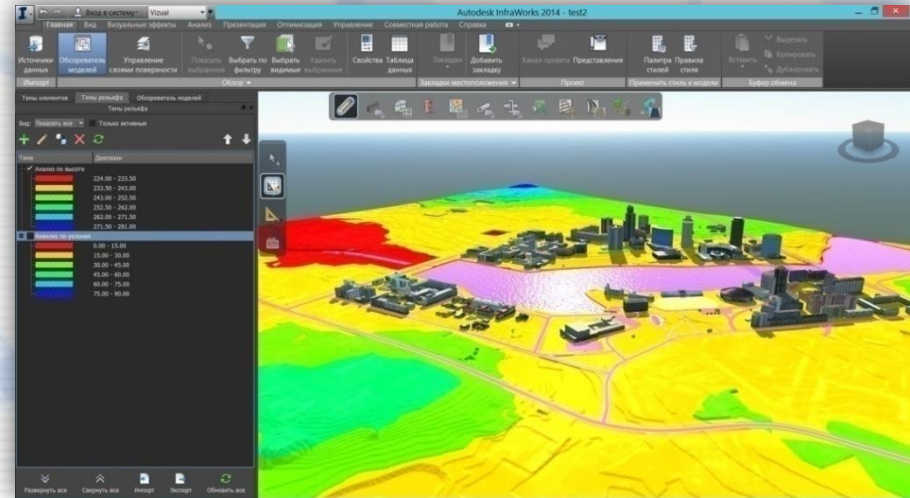 Вход в систему Vizual Autodesk InfraWorks 2014 - test2
Главная Вид Визуальные эффекты Анализ Презентация Оптимизация Управление Совместная работа Справка
Источники данных
Обозреватель моделей
Управление слоями поверхности
Показать выбранное
Выбрать по фильтру
Выбрать видимые
Удалить выбранные
Свойства
Таблица данных
Закладки
Добавить закладку
Канал проекта
Представления
Палитра стилей
Правила стиля
Вставить
Вырезать
Копировать
Дублировать
Импорт Обзор Закладки местоположения Проект Применить стиль к модели Буфер обмена
Темы элементов Темы рельефа Обозреватель моделей
Темы рельефа
Вид: Показать все Только активные
Тема Диапазон
Анализ по высоте
224.00 - 233.50
233.50 - 243.00
243.00 - 252.50
252.50 - 262.00
262.00 - 271.50
271.50 - 281.00
Анализ по уклонам
0.00 - 15.00
15.00 - 30.00
30.00 - 45.00
45.00 - 60.00
60.00 - 75.00
75.00 - 90.00
Развернуть все Свернуть все Импорт Экспорт Обновить все